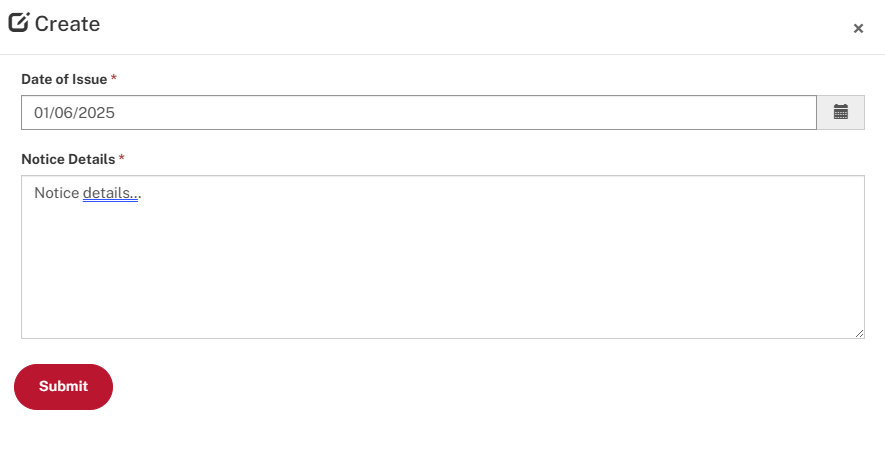 Create
×
Date of Issue *
01/06/2025
Notice Details *
Notice details...
Submit